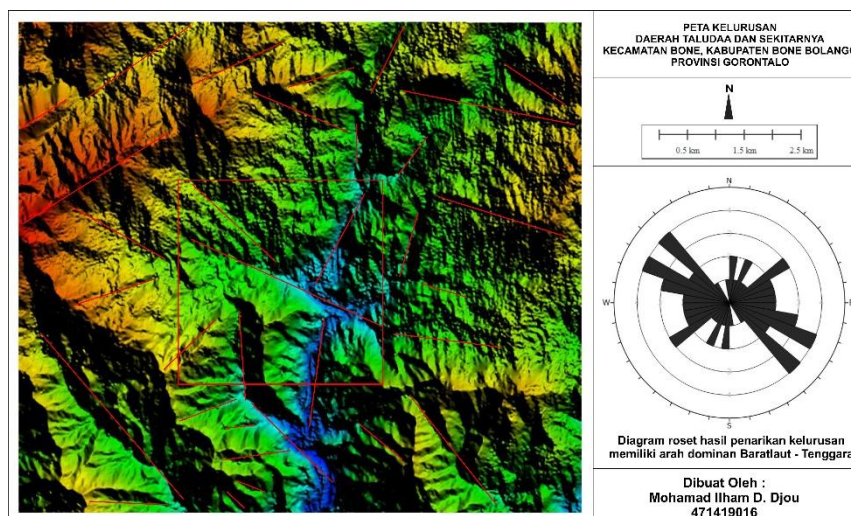 PETA KELURUSAN
DAERAH TALUDAA DAN SEKITARNYA
KECAMATAN BONE, KABUPATEN BONE BOLANGO
PROVINSI GORONTALO
N
0.5 km 1.5 km 2.5 km
N
W
S
Diagram roset hasil penarikan kelurusan
memiliki arah dominan Baratlaut - Tenggara
Dibuat Oleh :
Mohamad Ilham D. Djou
471419016